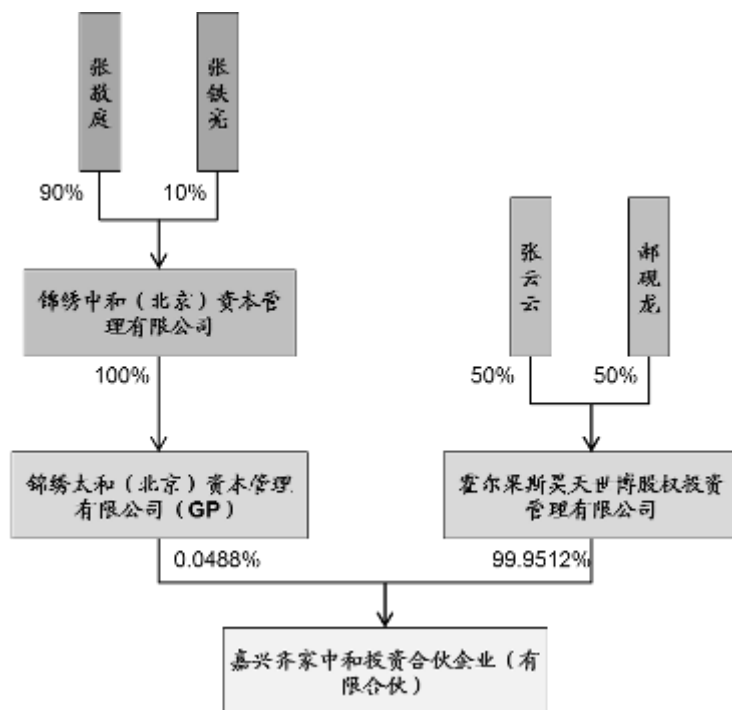 张敬庭
张铁亮
90%
10%
张云云
郝砚龙
锦绣中和（北京）资本管
理有限公司
100%
50%
50%
锦绣太和（北京）资本管理
有限公司（GP）
霍尔果斯昊天世博股权投资
管理有限公司
0.0488%
99.9512%
嘉兴齐家中和投资合伙企业（有
限合伙）